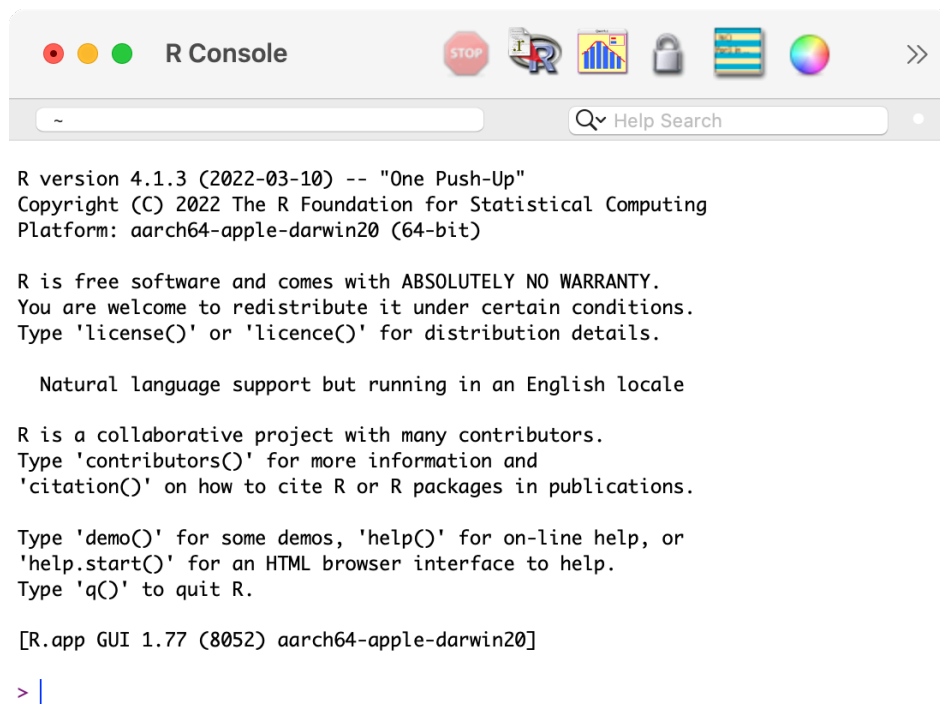 R Console
STOP
R
~
Help Search
R version 4.1.3 (2022-03-10) -- "One Push-Up"
Copyright (C) 2022 The R Foundation for Statistical Computing
Platform: aarch64-apple-darwin20 (64-bit)
R is free software and comes with ABSOLUTELY NO WARRANTY.
You are welcome to redistribute it under certain conditions.
Type 'license()' or 'licence()' for distribution details.
Natural language support but running in an English locale
R is a collaborative project with many contributors.
Type 'contributors()' for more information and
'citation()' on how to cite R or R packages in publications.
Type 'demo()' for some demos, 'help()' for on-line help, or
'help.start()' for an HTML browser interface to help.
Type 'q()' to quit R.
[R.app GUI 1.77 (8052) aarch64-apple-darwin20]
>